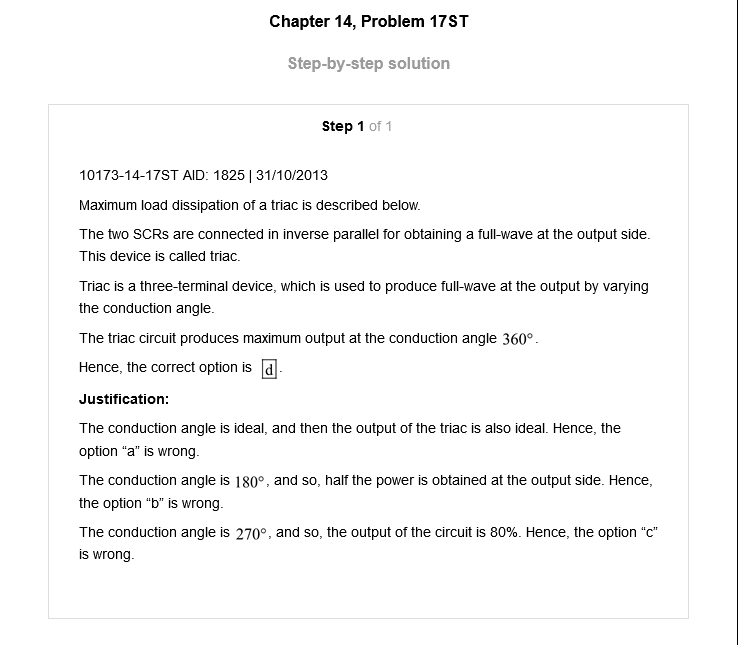 Chapter 14, Problem 17ST
Step-by-step solution
Step 1 of 1
10173-14-17ST AID: 1825 | 31/10/2013
Maximum load dissipation of a triac is described below.
The two SCRs are connected in inverse parallel for obtaining a full-wave at the output side.
This device is called triac.
Triac is a three-terminal device, which is used to produce full-wave at the output by varying
the conduction angle.
The triac circuit produces maximum output at the conduction angle 360°.
Hence, the correct option is d.
Justification:
The conduction angle is ideal, and then the output of the triac is also ideal. Hence, the
option “a” is wrong.
The conduction angle is 180°, and so, half the power is obtained at the output side. Hence,
the option “b” is wrong.
The conduction angle is 270°, and so, the output of the circuit is 80%. Hence, the option “c”
is wrong.